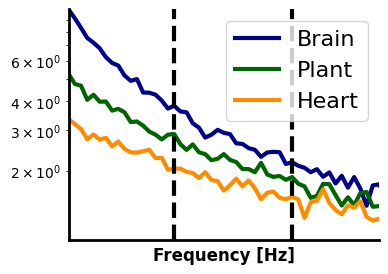 Brain
Plant
Heart
6 × 10⁰
4 × 10⁰
3 × 10⁰
2 × 10⁰
Frequency [Hz]